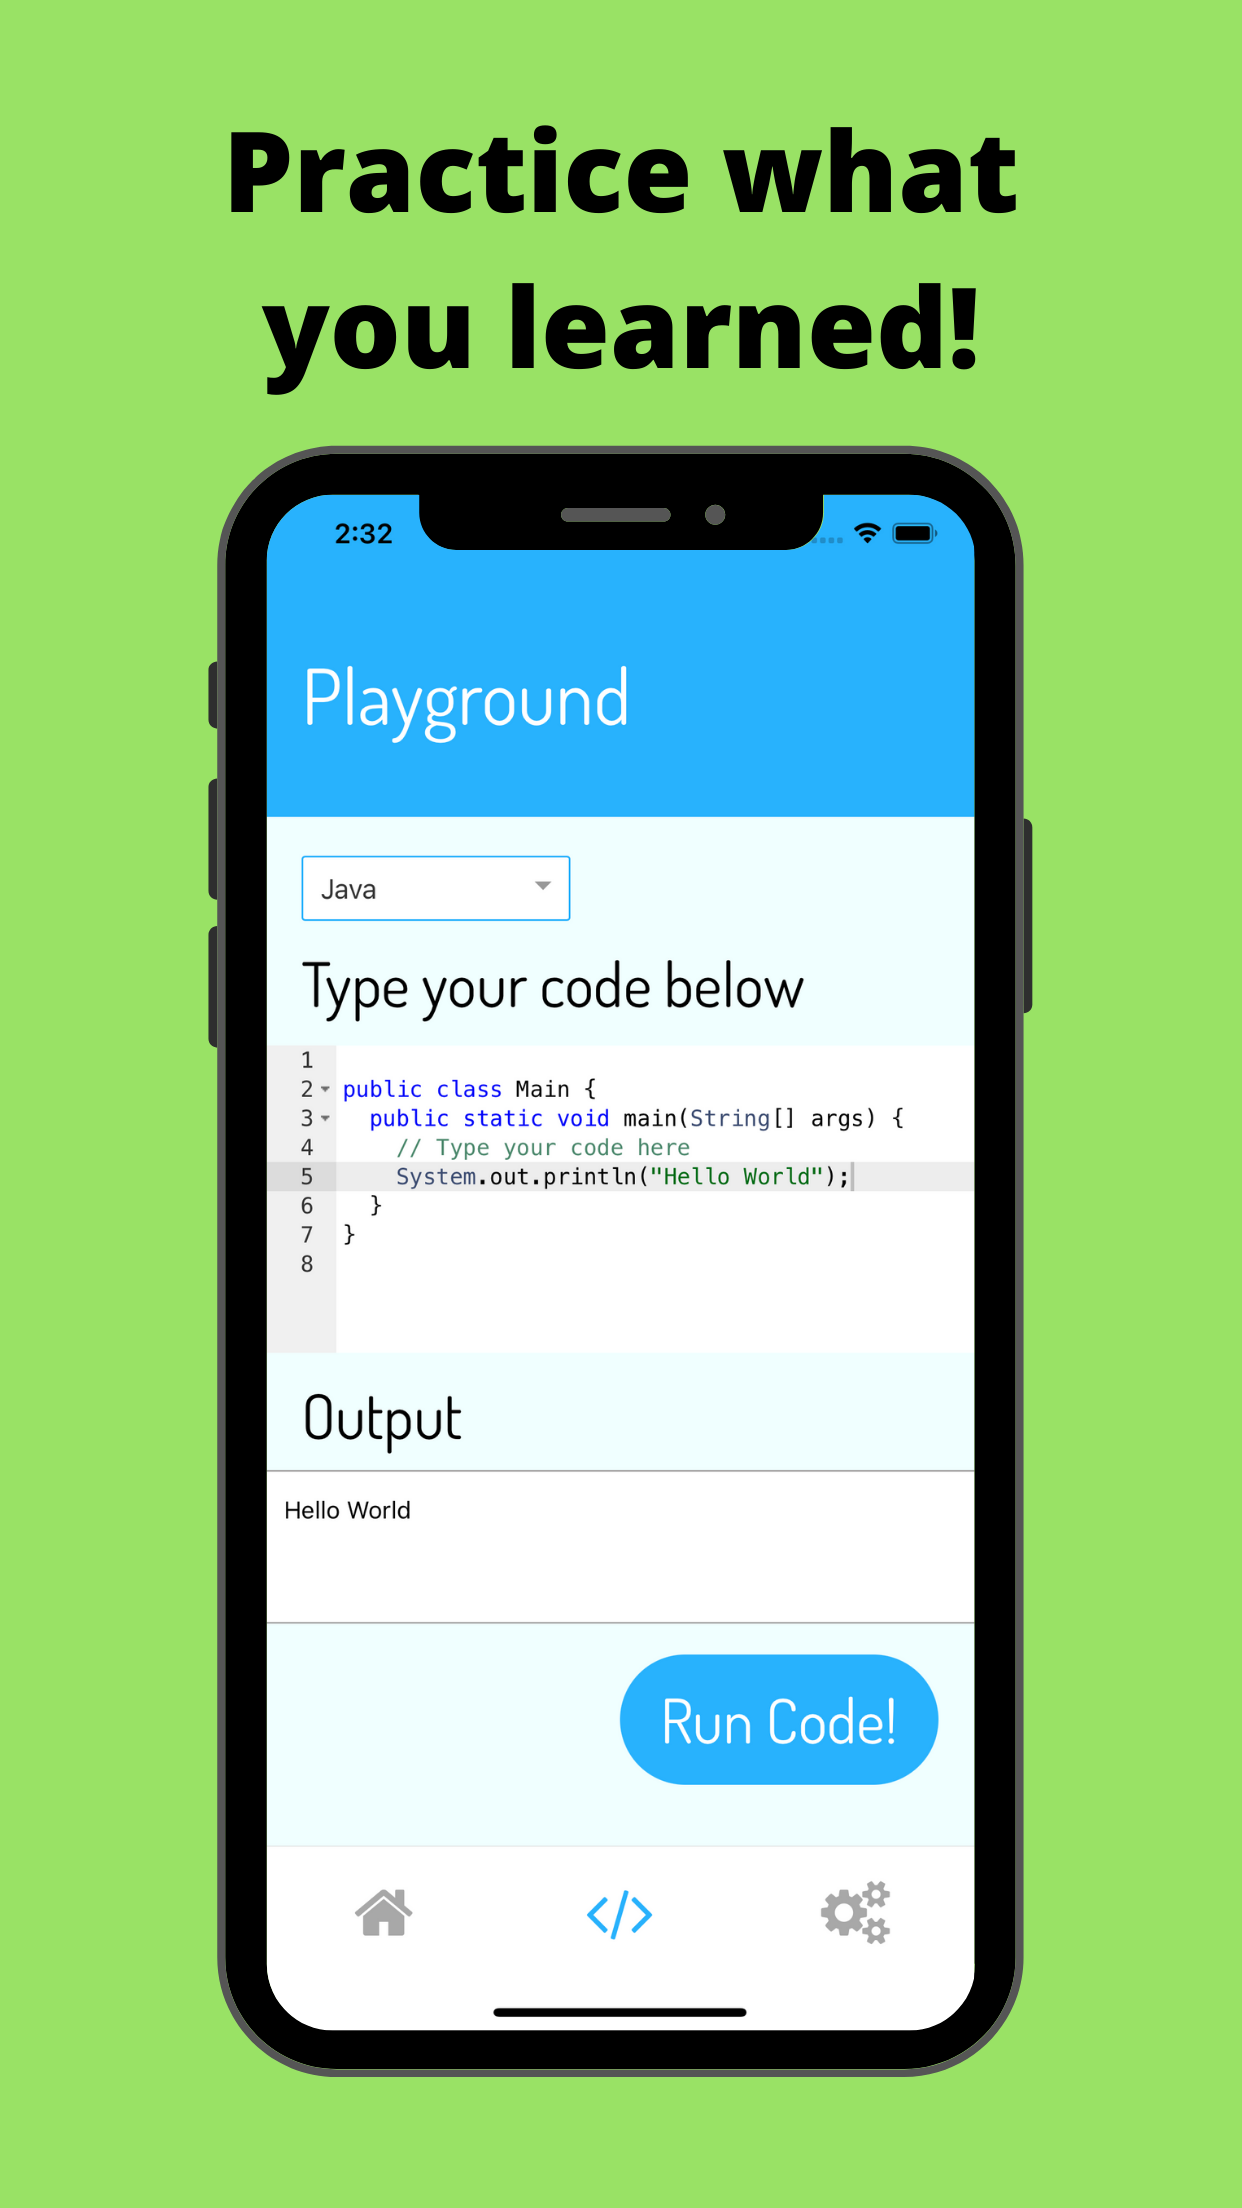 Practice what
you learned!
2:32
Playground
Java
Type your code below
1
2 public class Main {
3   public static void main(String[] args) {
4     // Type your code here
5     System.out.println("Hello World");
6   }
7 }
8
Output
Hello World
Run Code!